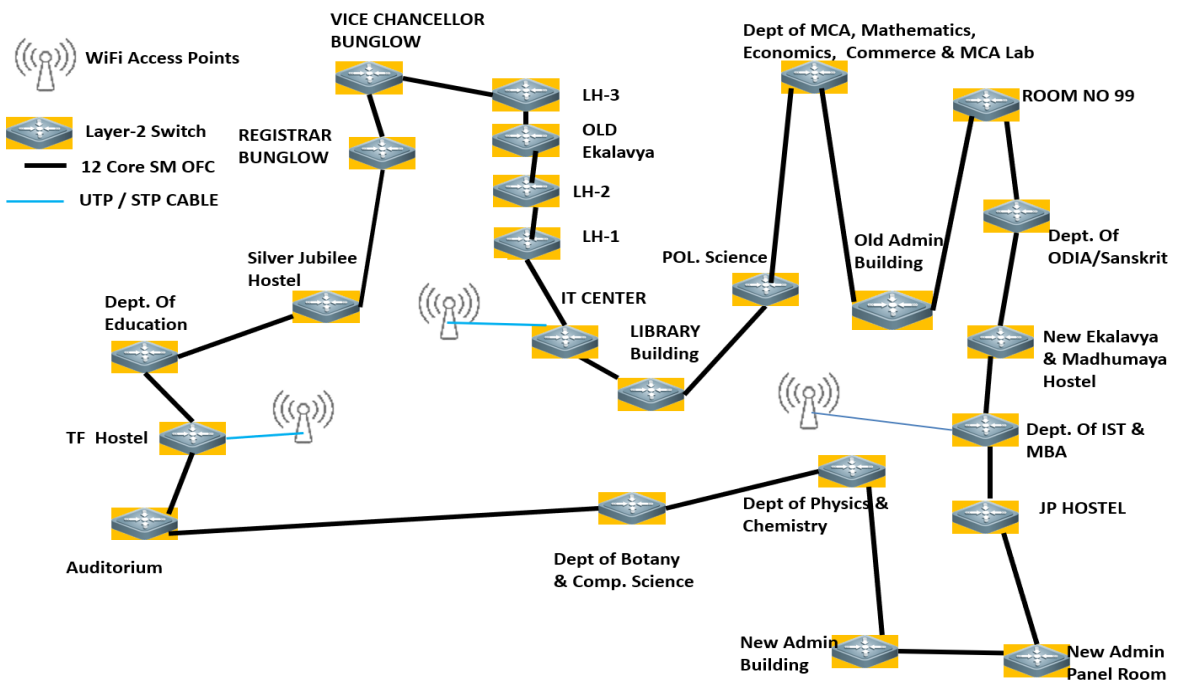 VICE CHANCELLOR
BUNGLOW
Dept of MCA, Mathematics,
Economics,  Commerce & MCA Lab
WiFi Access Points
LH-3
ROOM NO 99
Layer-2 Switch
REGISTRAR
BUNGLOW
OLD
Ekalavya
12 Core SM OFC
UTP / STP CABLE
LH-2
LH-1
Silver Jubilee
Hostel
POL. Science
Old Admin
Building
Dept. Of
ODIA/Sanskrit
Dept. Of
Education
IT CENTER
LIBRARY
Building
New Ekalavya
& Madhumaya
Hostel
TF  Hostel
Dept. Of IST &
MBA
Dept of Physics &
Chemistry
JP HOSTEL
Auditorium
Dept of Botany
& Comp. Science
New Admin
Building
New Admin
Panel Room